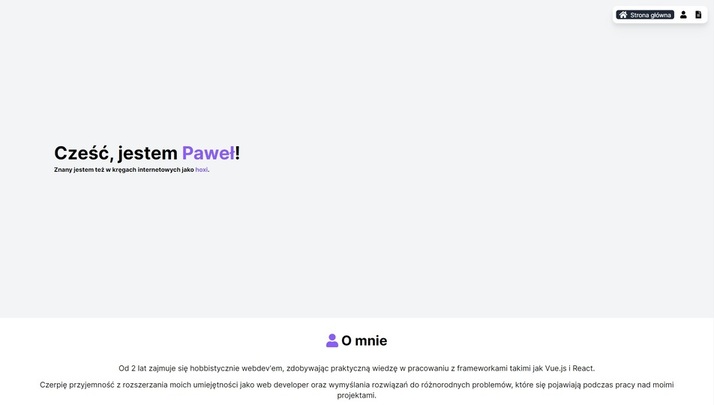 Strona główna
Cześć, jestem Paweł!
Znany jestem też w kręgach internetowych jako hoxi.
O mnie
Od 2 lat zajmuje się hobbistycznie webdev'em, zdobywając praktyczną wiedzę w pracowaniu z frameworkami takimi jak Vue.js i React.
Czerpię przyjemność z rozszerzania moich umiejętności jako web developer oraz wymyślania rozwiązań do różnorodnych problemów, które się pojawiają podczas pracy nad moimi
projektami.